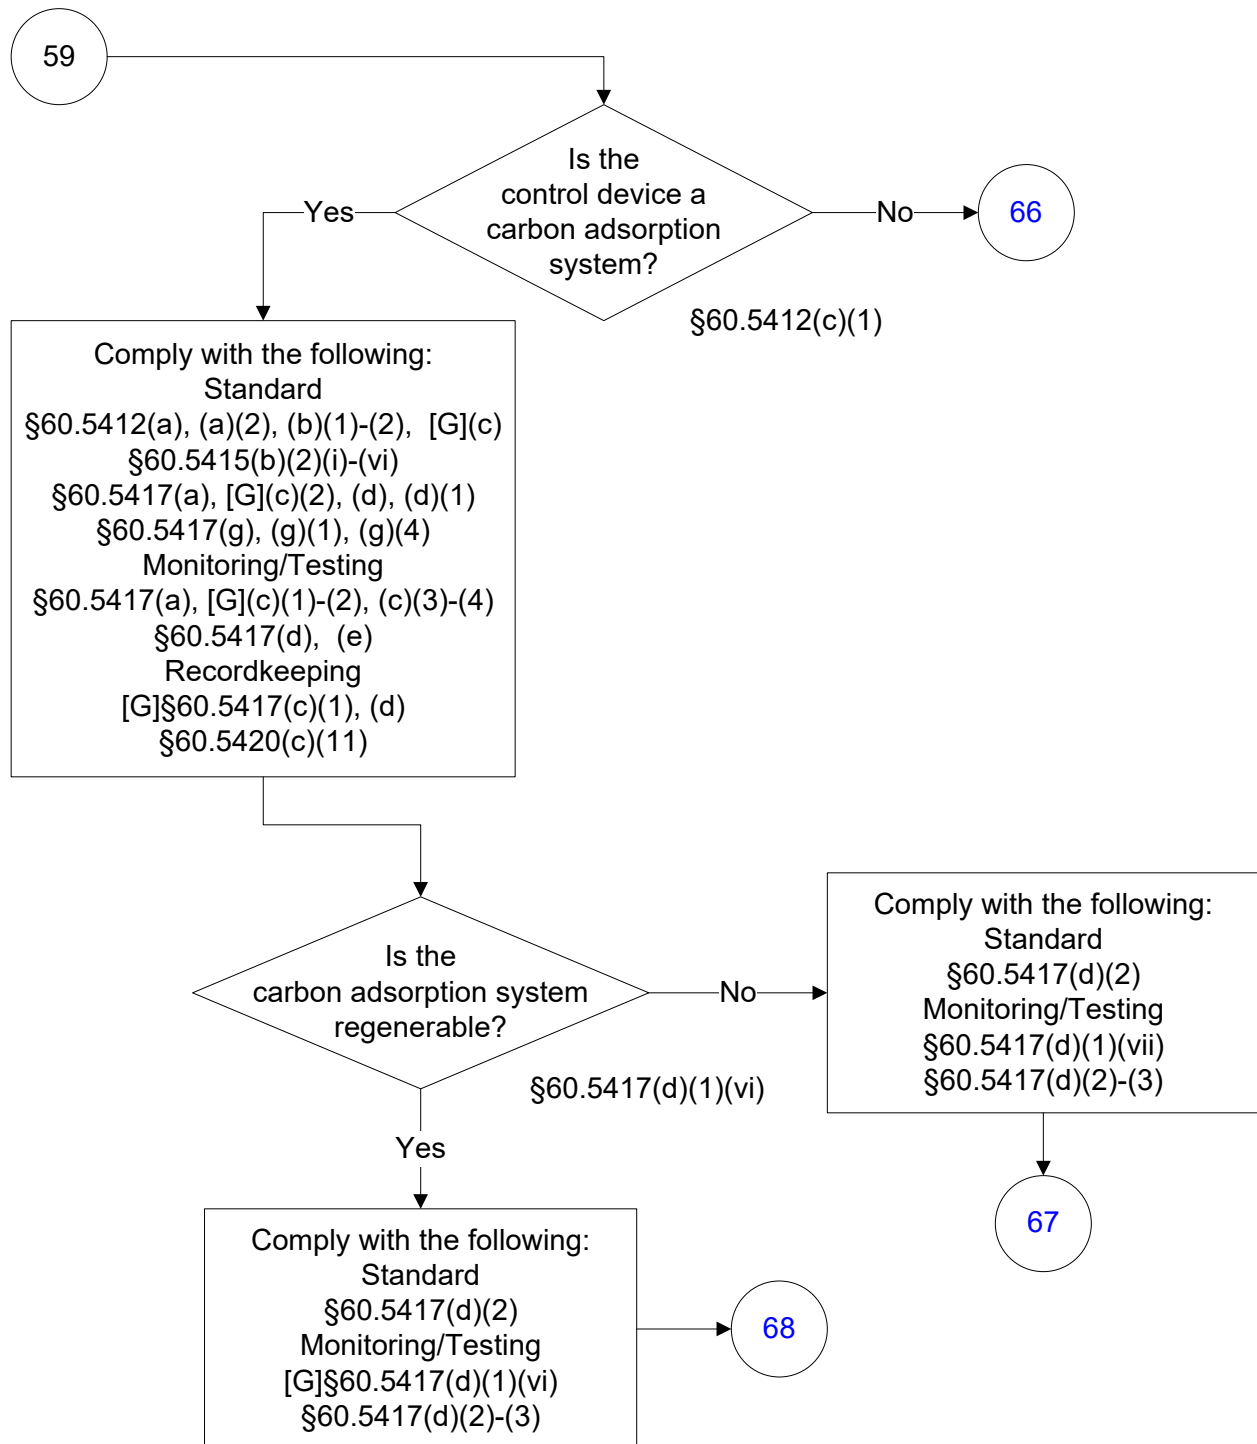 59
Is the
control device a
carbon adsorption
system?
Yes
No
66
§60.5412(c)(1)
Comply with the following:
Standard
§60.5412(a), (a)(2), (b)(1)-(2), [G](c)
§60.5415(b)(2)(i)-(vi)
§60.5417(a), [G](c)(2), (d), (d)(1)
§60.5417(g), (g)(1), (g)(4)
Monitoring/Testing
§60.5417(a), [G](c)(1)-(2), (c)(3)-(4)
§60.5417(d), (e)
Recordkeeping
[G]§60.5417(c)(1), (d)
§60.5420(c)(11)
Is the
carbon adsorption system
regenerable?
No
§60.5417(d)(1)(vi)
Yes
Comply with the following:
Standard
§60.5417(d)(2)
Monitoring/Testing
§60.5417(d)(1)(vii)
§60.5417(d)(2)-(3)
67
Comply with the following:
Standard
§60.5417(d)(2)
Monitoring/Testing
[G]§60.5417(d)(1)(vi)
§60.5417(d)(2)-(3)
68